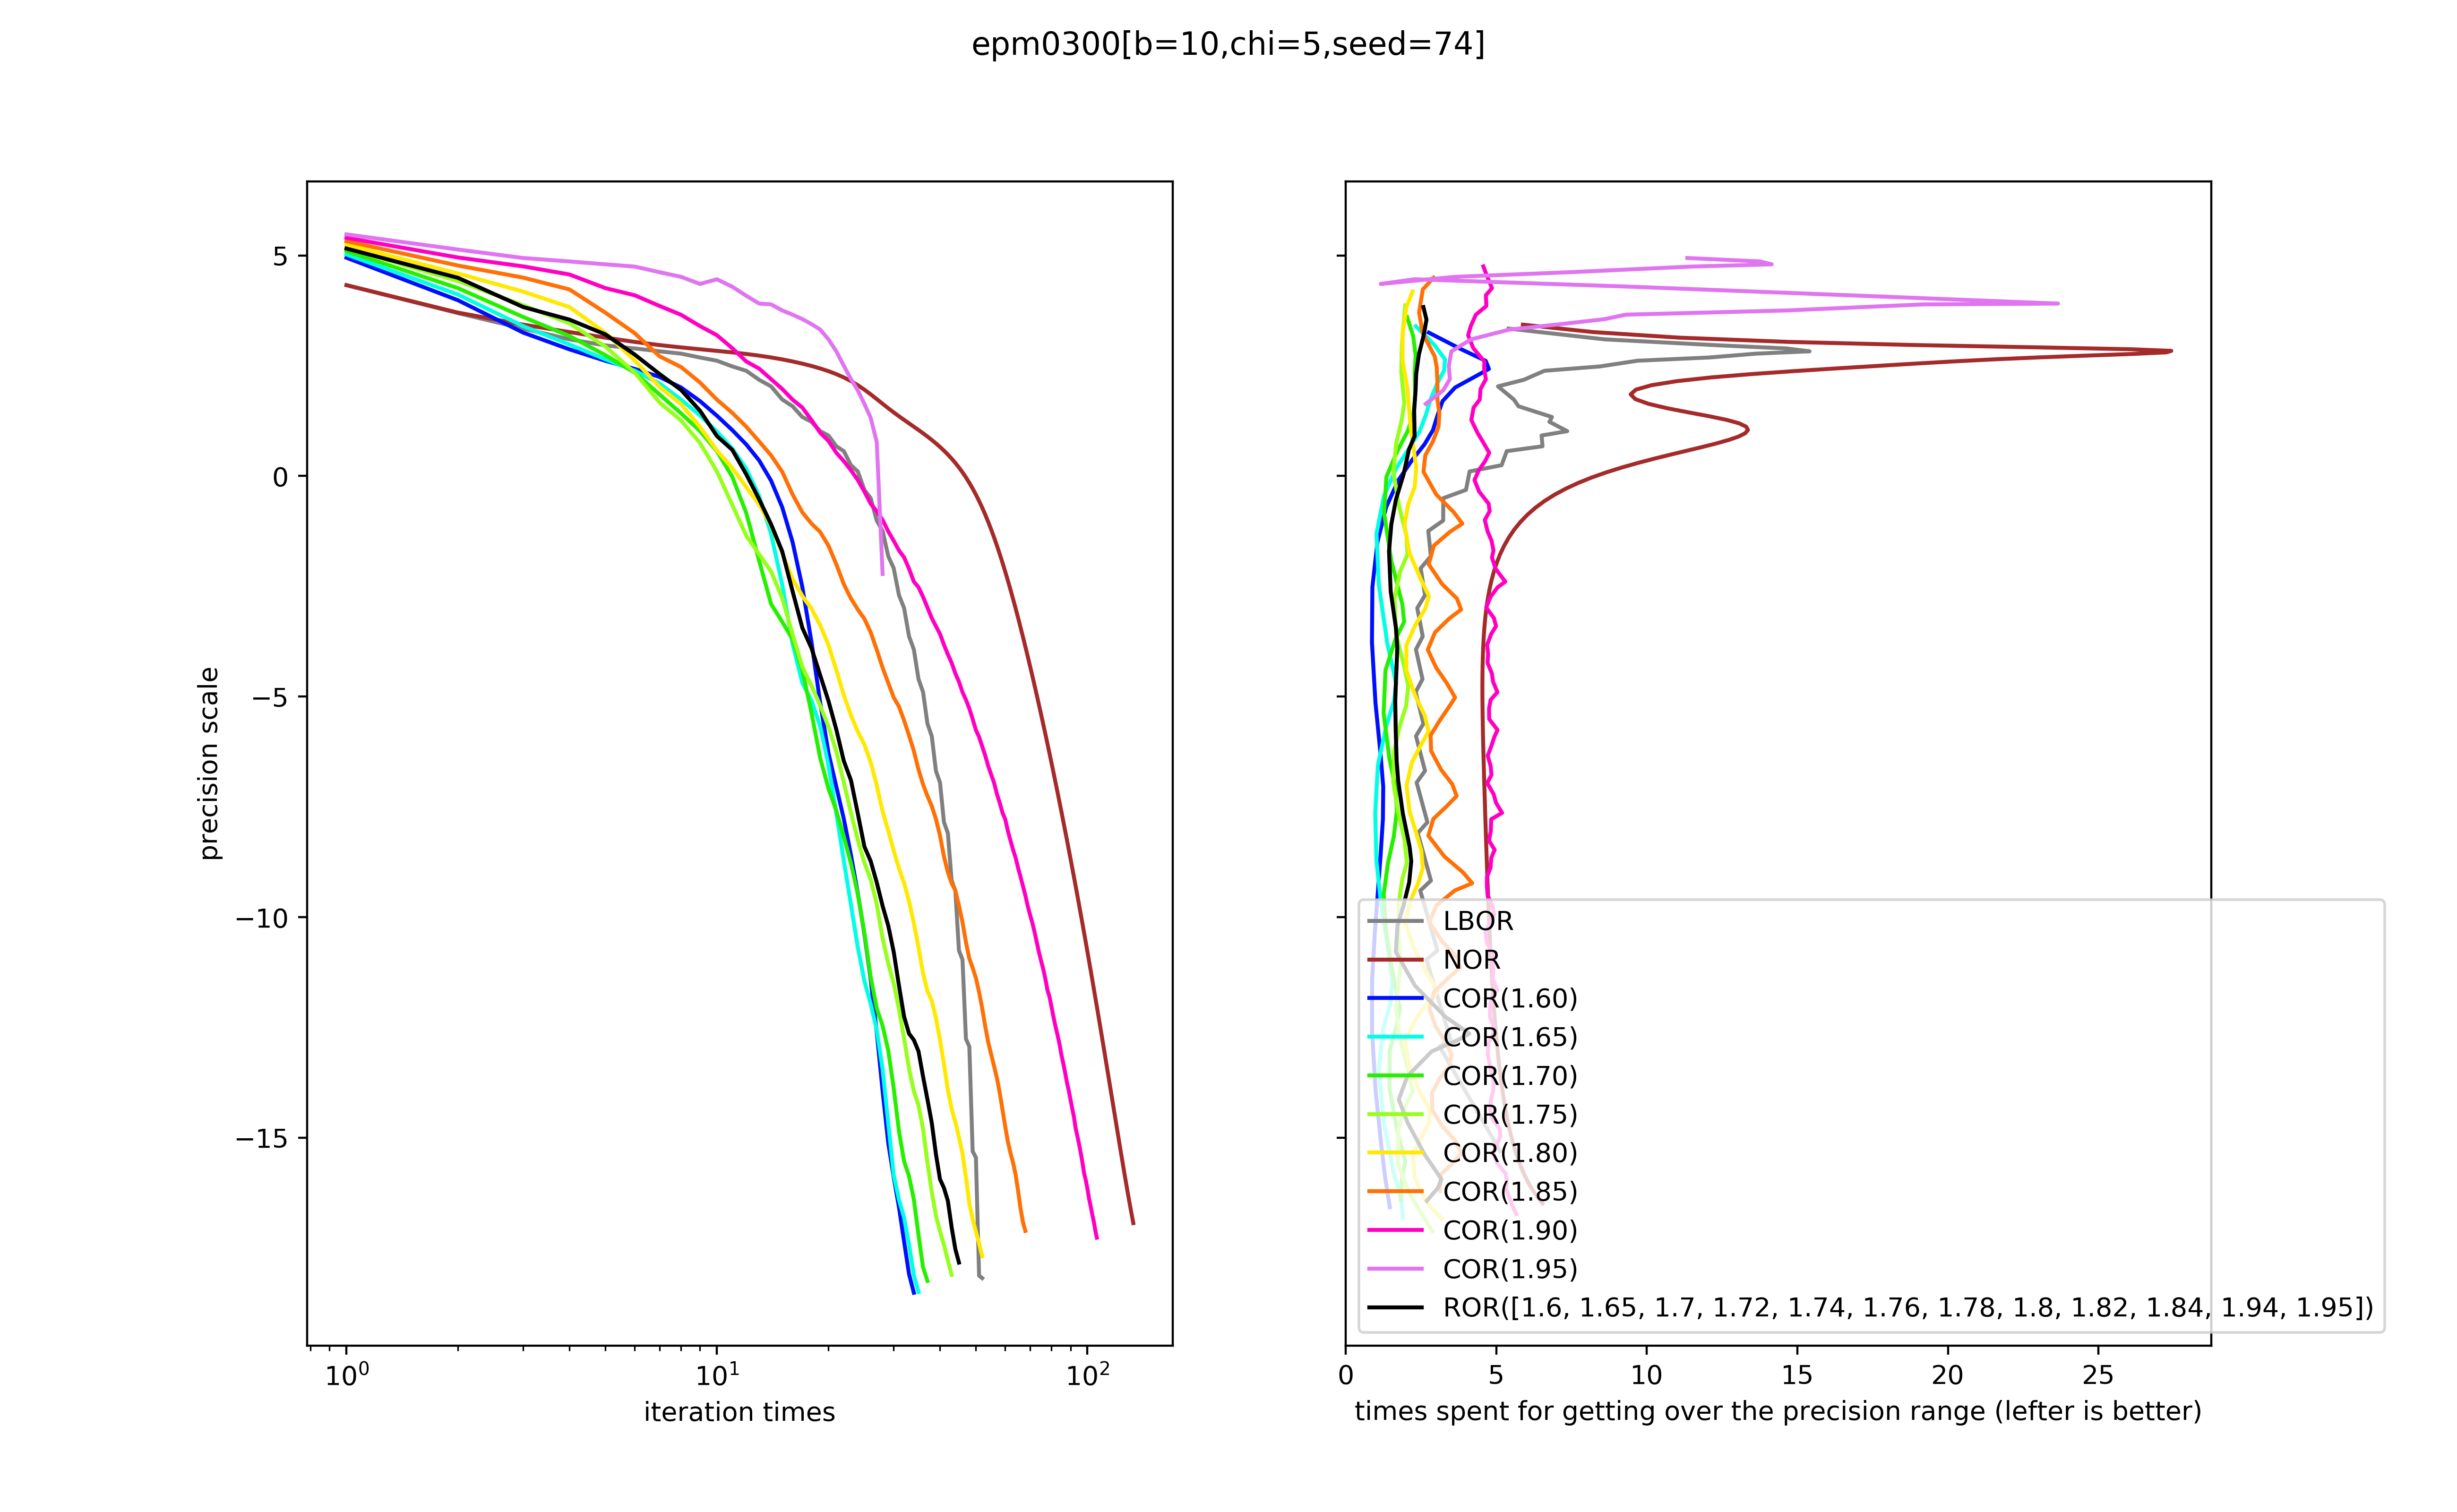 epm0300[b=10,chi=5,seed=74]
precision scale
5
0
−5
−10
−15
10⁰
10¹
10²
iteration times
0
5
10
15
20
25
times spent for getting over the precision range (lefter is better)
LBOR
NOR
COR(1.60)
COR(1.65)
COR(1.70)
COR(1.75)
COR(1.80)
COR(1.85)
COR(1.90)
COR(1.95)
ROR([1.6, 1.65, 1.7, 1.72, 1.74, 1.76, 1.78, 1.8, 1.82, 1.84, 1.94, 1.95])